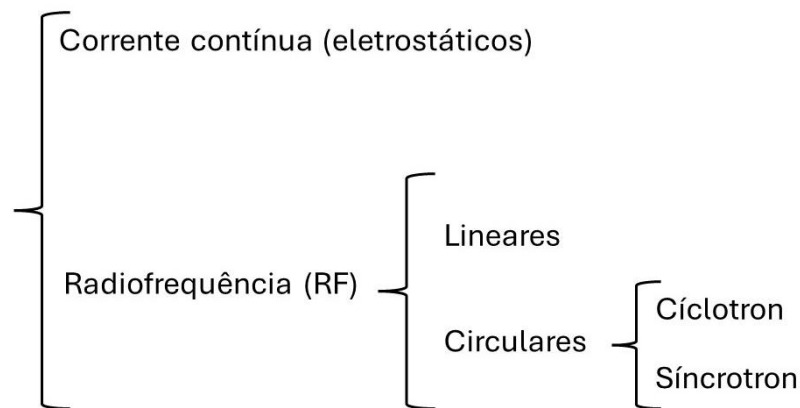 Corrente contínua (eletrostáticos)
Radiofrequência (RF)
Lineares
Circulares
Cíclotron
Síncrotron